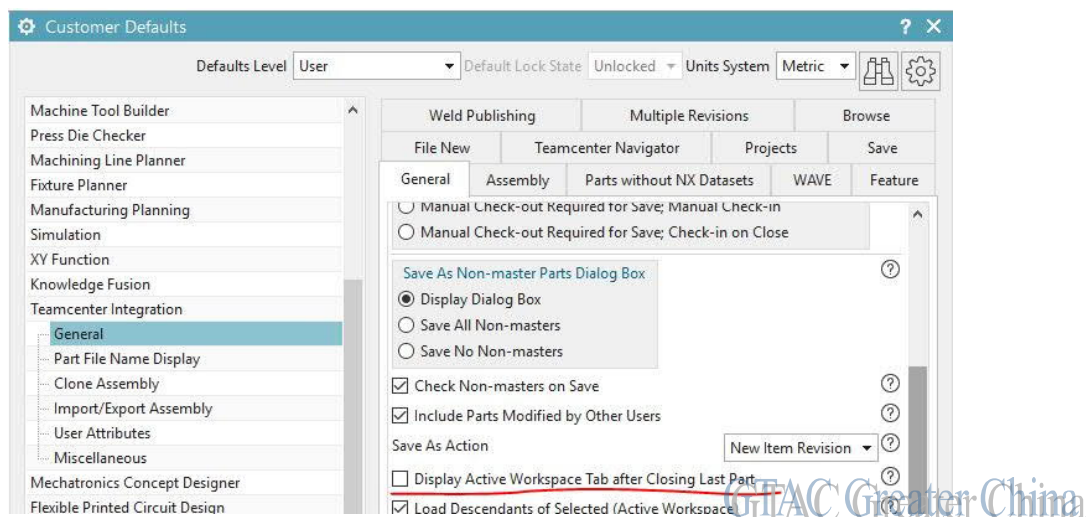 Customer Defaults
? ×
Defaults Level User Default Lock State Unlocked Units System Metric
Machine Tool Builder
Press Die Checker
Machining Line Planner
Fixture Planner
Manufacturing Planning
Simulation
XY Function
Knowledge Fusion
Teamcenter Integration
General
Part File Name Display
Clone Assembly
Import/Export Assembly
User Attributes
Miscellaneous
Mechatronics Concept Designer
Flexible Printed Circuit Design
Weld Publishing Multiple Revisions Browse
File New Teamcenter Navigator Projects Save
General Assembly Parts without NX Datasets WAVE Feature
Manual Check-out Required for Save; Manual Check-in
Manual Check-out Required for Save; Check-in on Close
Save As Non-master Parts Dialog Box ?
Display Dialog Box
Save All Non-masters
Save No Non-masters
Check Non-masters on Save ?
Include Parts Modified by Other Users ?
Save As Action New Item Revision ?
Display Active Workspace Tab after Closing Last Part ?
Load Descendants of Selected (Active Workspace) ?
GTAC Greater China